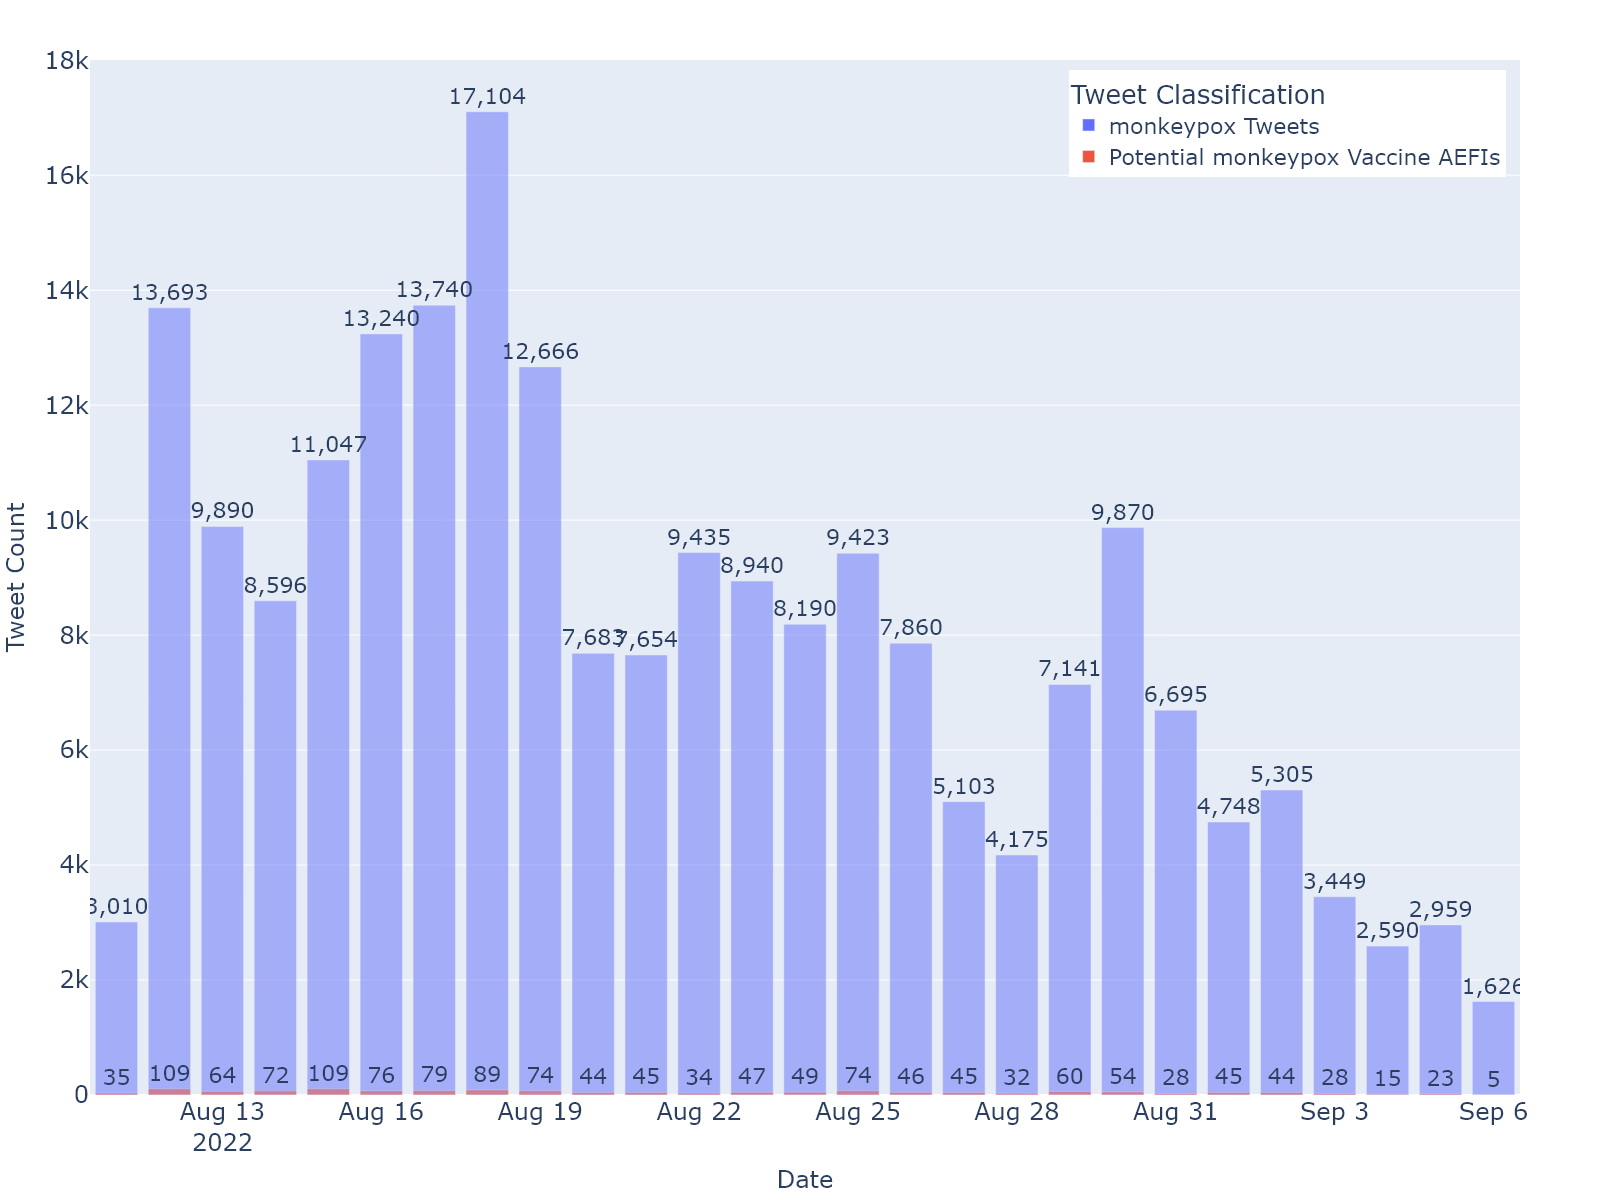 18k
16k
14k
12k
10k
8k
6k
4k
2k
0
Tweet Count
Tweet Classification
monkeypox Tweets
Potential monkeypox Vaccine AEFIs
3,010
13,693
9,890
8,596
11,047
13,240
13,740
17,104
12,666
7,683
7,654
9,435
8,940
8,190
9,423
7,860
5,103
4,175
7,141
9,870
6,695
4,748
5,305
3,449
2,590
2,959
1,626
35 109 64 72 109 76 79 89 74 44 45 34 47 49 74 46 45 32 60 54 28 45 44 28 15 23 5
Aug 13 Aug 16 Aug 19 Aug 22 Aug 25 Aug 28 Aug 31 Sep 3 Sep 6
2022
Date